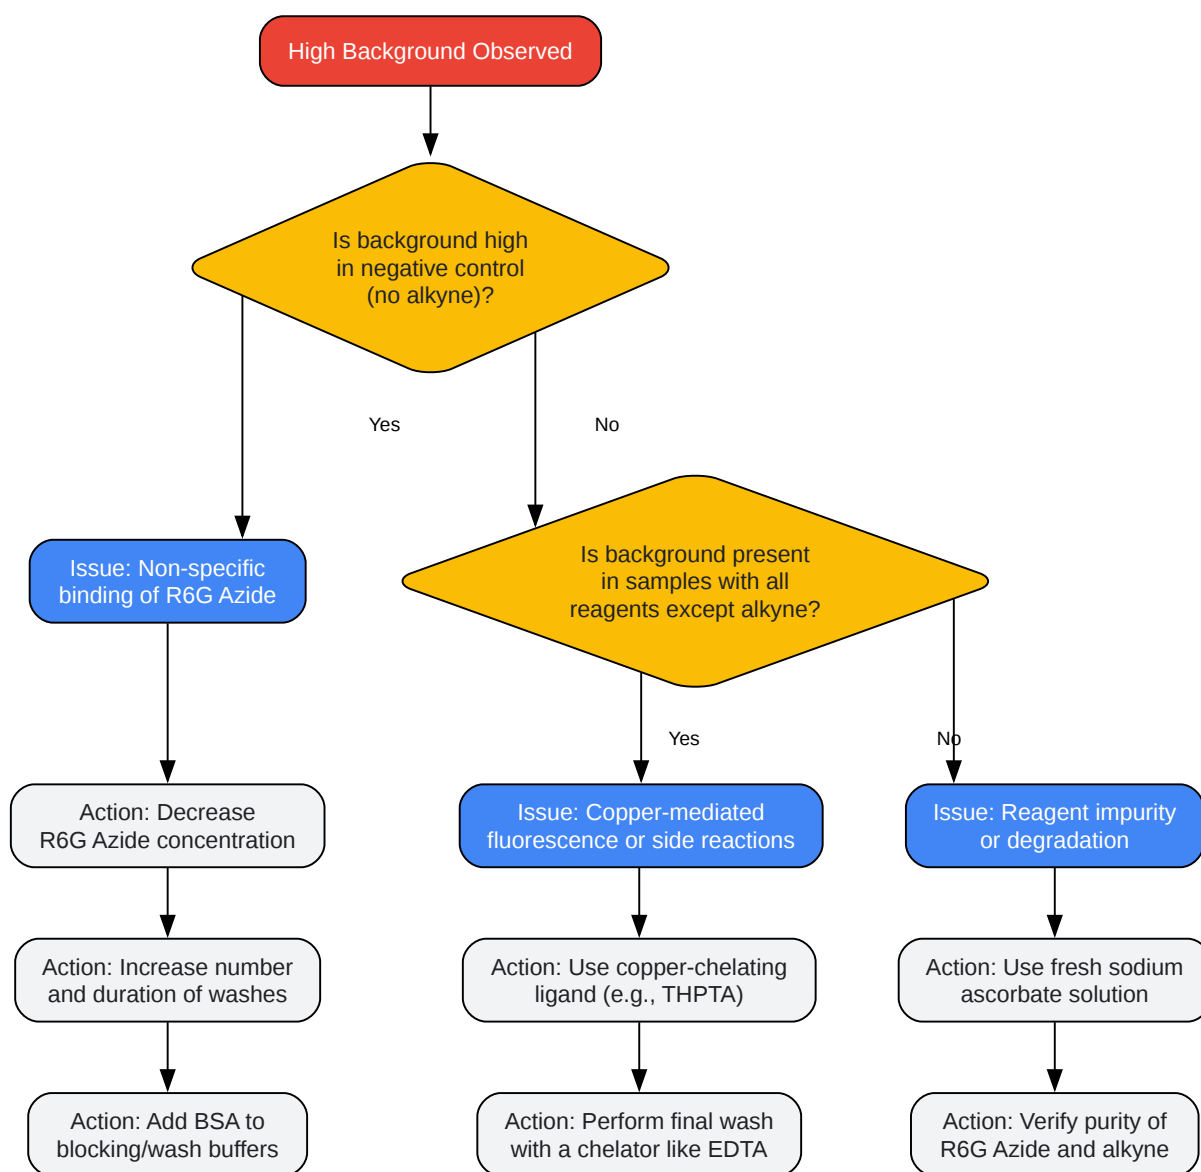 High Background Observed
Is background high
in negative control
(no alkyne)?
Yes
No
Issue: Non-specific
binding of R6G Azide
Is background present
in samples with all
reagents except alkyne?
Yes
No
Action: Decrease
R6G Azide concentration
Issue: Copper-mediated
fluorescence or side reactions
Issue: Reagent impurity
or degradation
Action: Increase number
and duration of washes
Action: Use copper-chelating
ligand (e.g., THPTA)
Action: Use fresh sodium
ascorbate solution
Action: Add BSA to
blocking/wash buffers
Action: Perform final wash
with a chelator like EDTA
Action: Verify purity of
R6G Azide and alkyne